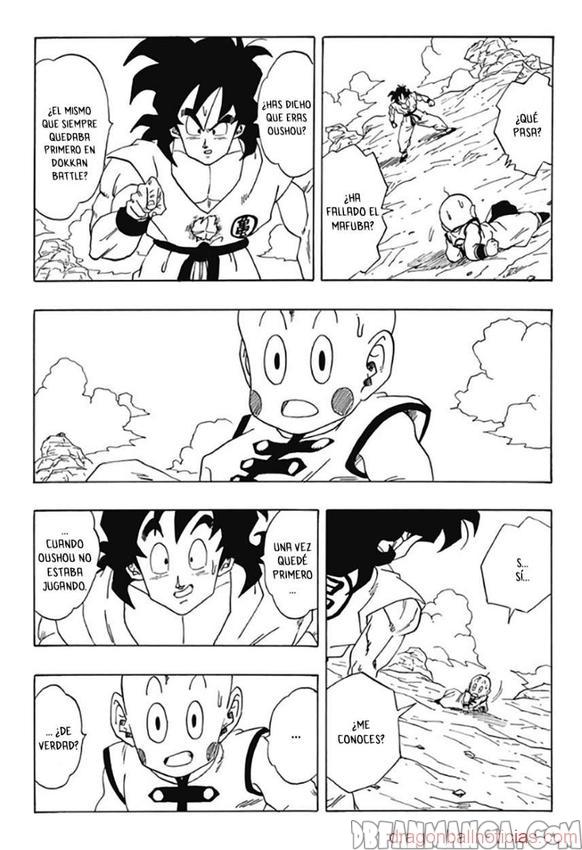 ¿QUÉ
PASA?
¿HA
FALLADO EL
MAFUBA?
¿HAS DICHO
QUE ERAS
OUSHOU?
¿EL MISMO
QUE SIEMPRE
QUEDABA
PRIMERO EN
DOKKAN
BATTLE?
S...
SÍ...
¿ME
CONOCES?
UNA VEZ
QUEDÉ
PRIMERO
...
...
CUANDO
OUSHOU NO
ESTABA
JUGANDO.
...
... ¿DE
VERDAD?
DBFANMANGA.COM
dragonballnoticias.com